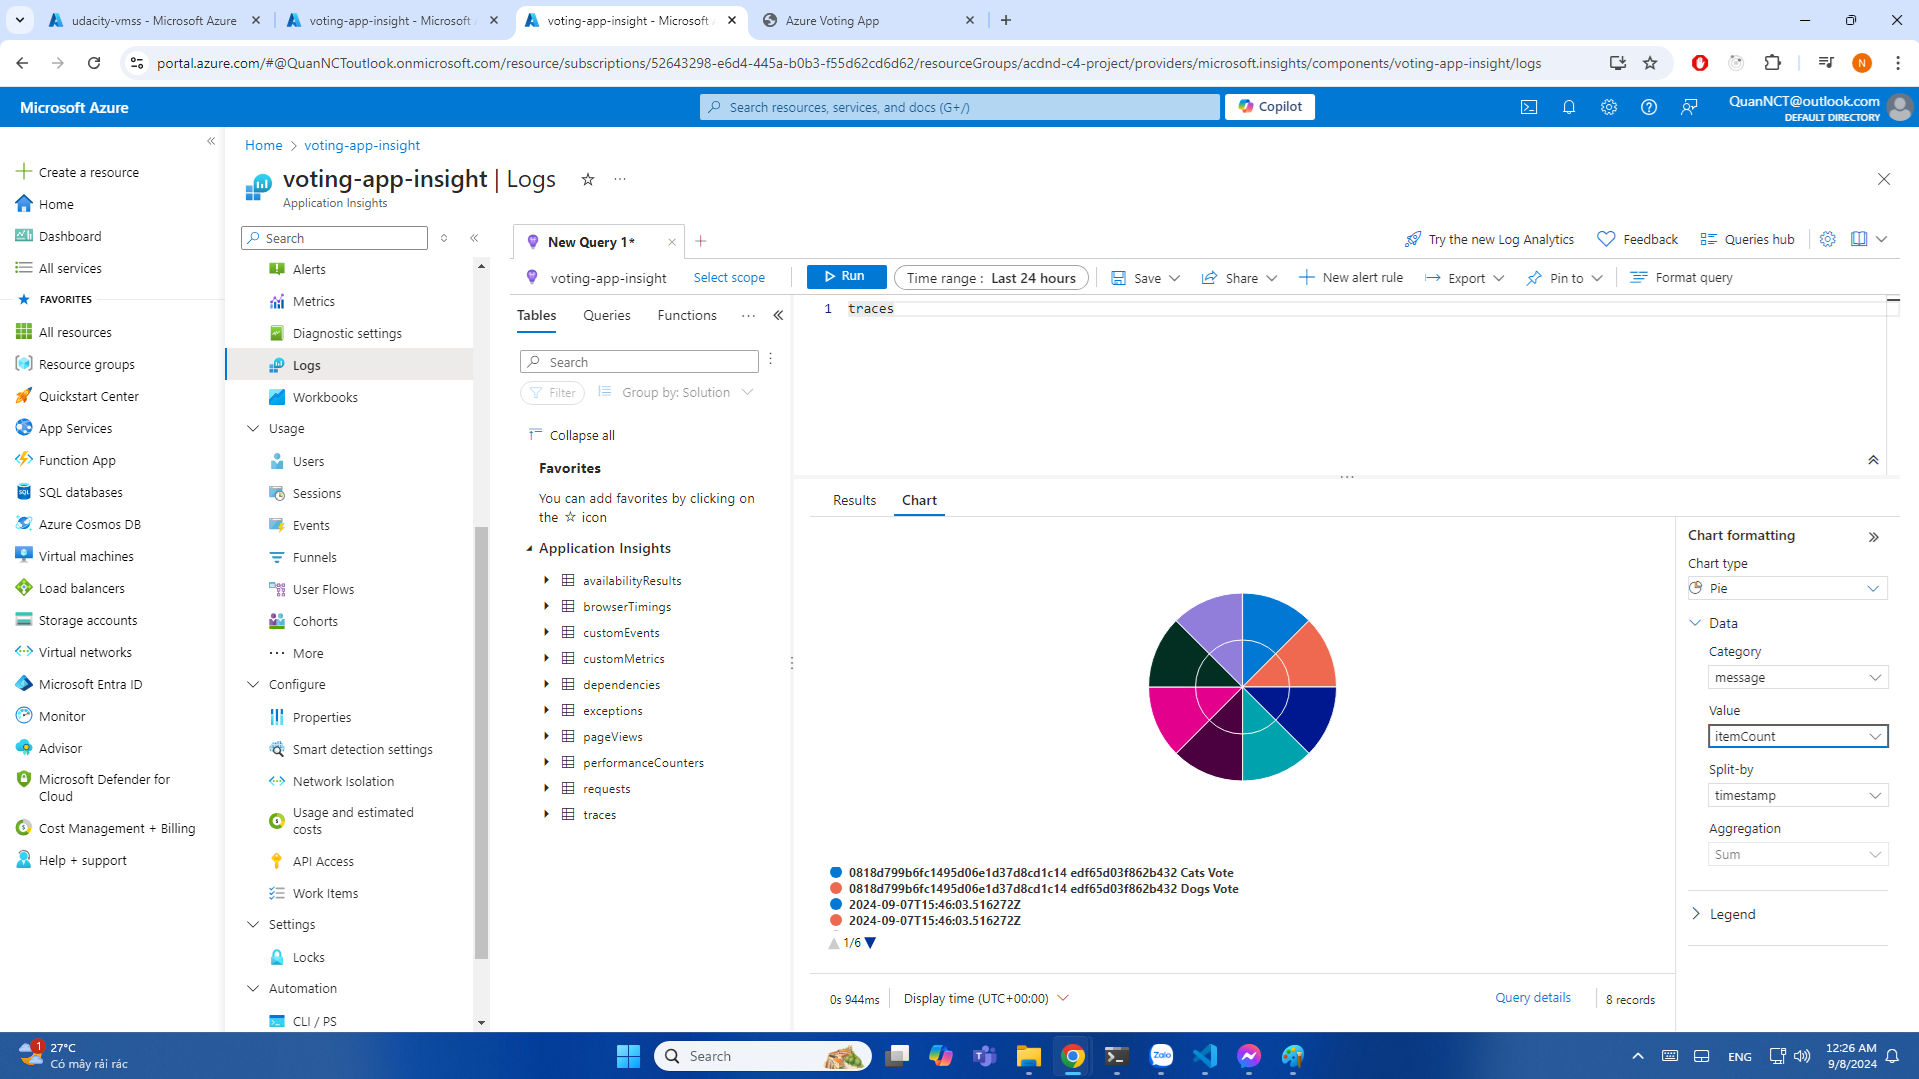 udacity-vmss - Microsoft Azure
voting-app-insight - Microsoft A
voting-app-insight - Microsoft A
Azure Voting App
portal.azure.com/#@QuanNCToutlook.onmicrosoft.com/resource/subscriptions/52643298-e6d4-445a-b0b3-f55d62cd6d62/resourceGroups/acdnd-c4-project/providers/microsoft.insights/components/voting-app-insight/logs
N
Microsoft Azure
Search resources, services, and docs (G+/)
Copilot
QuanNCT@outlook.com
DEFAULT DIRECTORY
Create a resource
Home
Dashboard
All services
FAVORITES
All resources
Resource groups
Quickstart Center
App Services
Function App
SQL databases
Azure Cosmos DB
Virtual machines
Load balancers
Storage accounts
Virtual networks
Microsoft Entra ID
Monitor
Advisor
Microsoft Defender for
Cloud
Cost Management + Billing
Help + support
Home > voting-app-insight
voting-app-insight | Logs
Application Insights
Search
Alerts
Metrics
Diagnostic settings
Logs
Workbooks
Usage
Users
Sessions
Events
Funnels
User Flows
Cohorts
More
Configure
Properties
Smart detection settings
Network Isolation
Usage and estimated
costs
API Access
Work Items
Settings
Locks
Automation
CLI / PS
New Query 1*
Try the new Log Analytics
Feedback
Queries hub
voting-app-insight
Select scope
Run
Time range : Last 24 hours
Save
Share
New alert rule
Export
Pin to
Format query
Tables
Queries
Functions
Search
Filter
Group by: Solution
Collapse all
Favorites
You can add favorites by clicking on
the ☆ icon
Application Insights
availabilityResults
browserTimings
customEvents
customMetrics
dependencies
exceptions
pageViews
performanceCounters
requests
traces
1 traces
Results
Chart
0818d799b6fc1495d06e1d37d8cd1c14 edf65d03f862b432 Cats Vote
0818d799b6fc1495d06e1d37d8cd1c14 edf65d03f862b432 Dogs Vote
2024-09-07T15:46:03.516272Z
2024-09-07T15:46:03.516272Z
1/6
0s 944ms
Display time (UTC+00:00)
Query details
8 records
Chart formatting
Chart type
Pie
Data
Category
message
Value
itemCount
Split-by
timestamp
Aggregation
Sum
Legend
1
27°C
Có mây rải rác
Search
Zalo
ENG
12:26 AM
9/8/2024